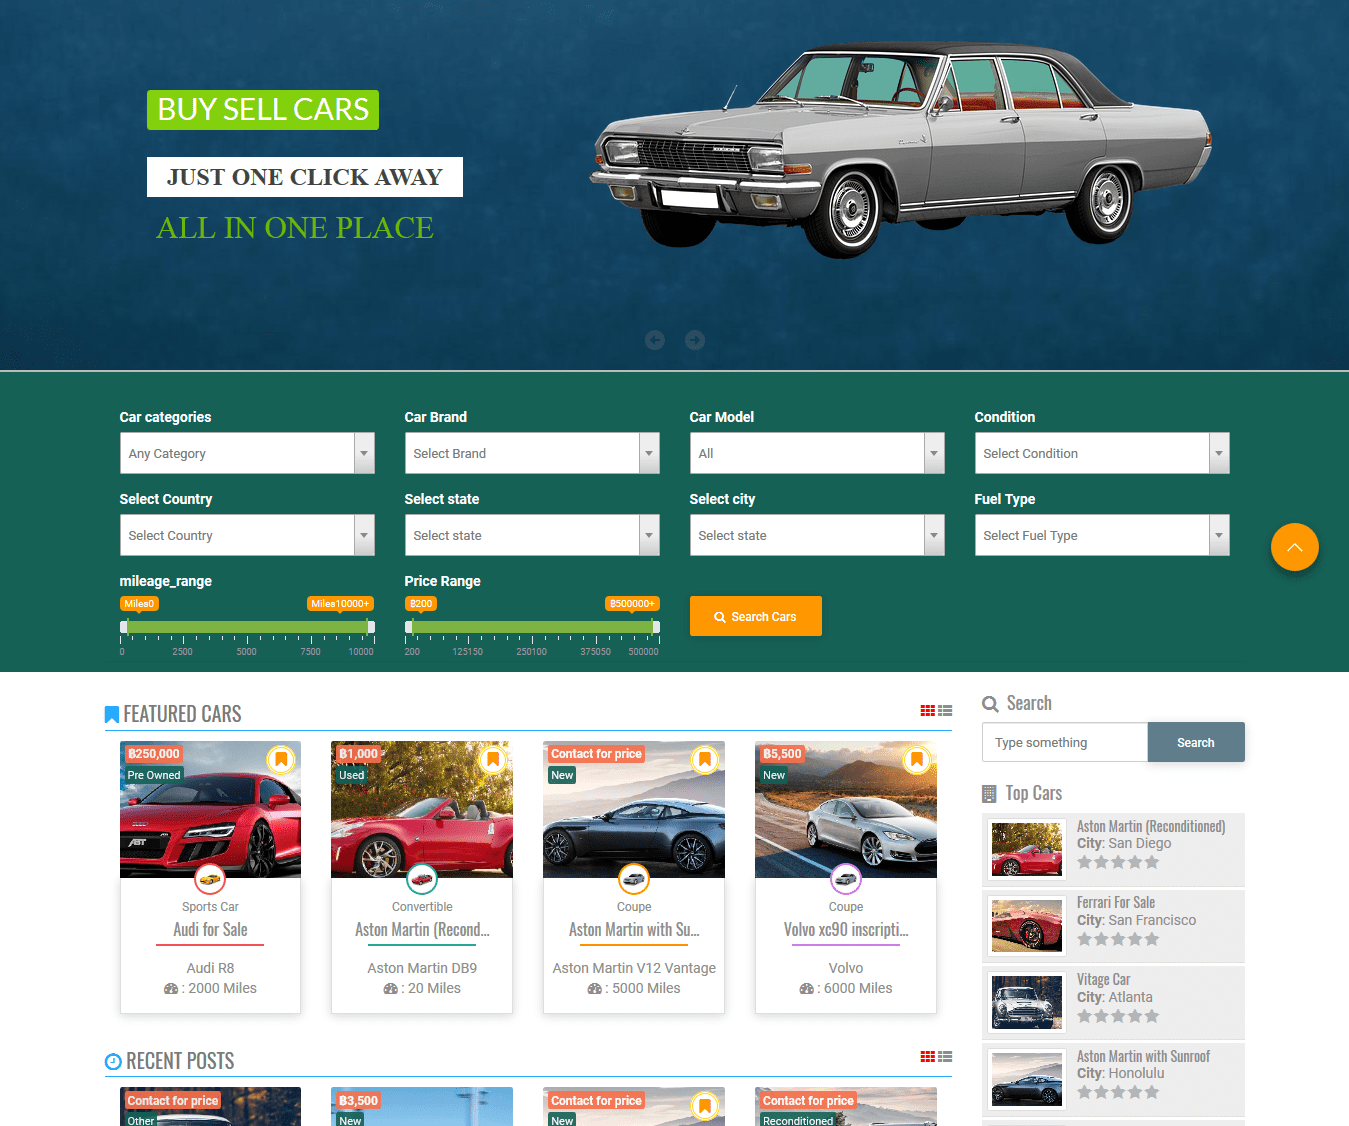 BUY SELL CARS
JUST ONE CLICK AWAY
ALL IN ONE PLACE
Car categories
Any Category
Car Brand
Select Brand
Car Model
All
Condition
Select Condition
Select Country
Select Country
Select state
Select state
Select city
Select state
Fuel Type
Select Fuel Type
mileage_range
Miles0 Miles10000+
0 2500 5000 7500 10000
Price Range
฿200 ฿500000+
200 125150 250100 375050 500000
Search Cars
FEATURED CARS
฿250,000
Pre Owned
ABT
Sports Car
Audi for Sale
Audi R8
: 2000 Miles
฿1,000
Used
Convertible
Aston Martin (Recond...
Aston Martin DB9
: 20 Miles
Contact for price
New
Coupe
Aston Martin with Su...
Aston Martin V12 Vantage
: 5000 Miles
฿5,500
New
Coupe
Volvo xc90 inscripti...
Volvo
: 6000 Miles
RECENT POSTS
Contact for price
Other
฿3,500
New
Contact for price
New
Contact for price
Reconditioned
Search
Type something
Search
Top Cars
Aston Martin (Reconditioned)
City: San Diego
Ferrari For Sale
City: San Francisco
Vitage Car
City: Atlanta
Aston Martin with Sunroof
City: Honolulu